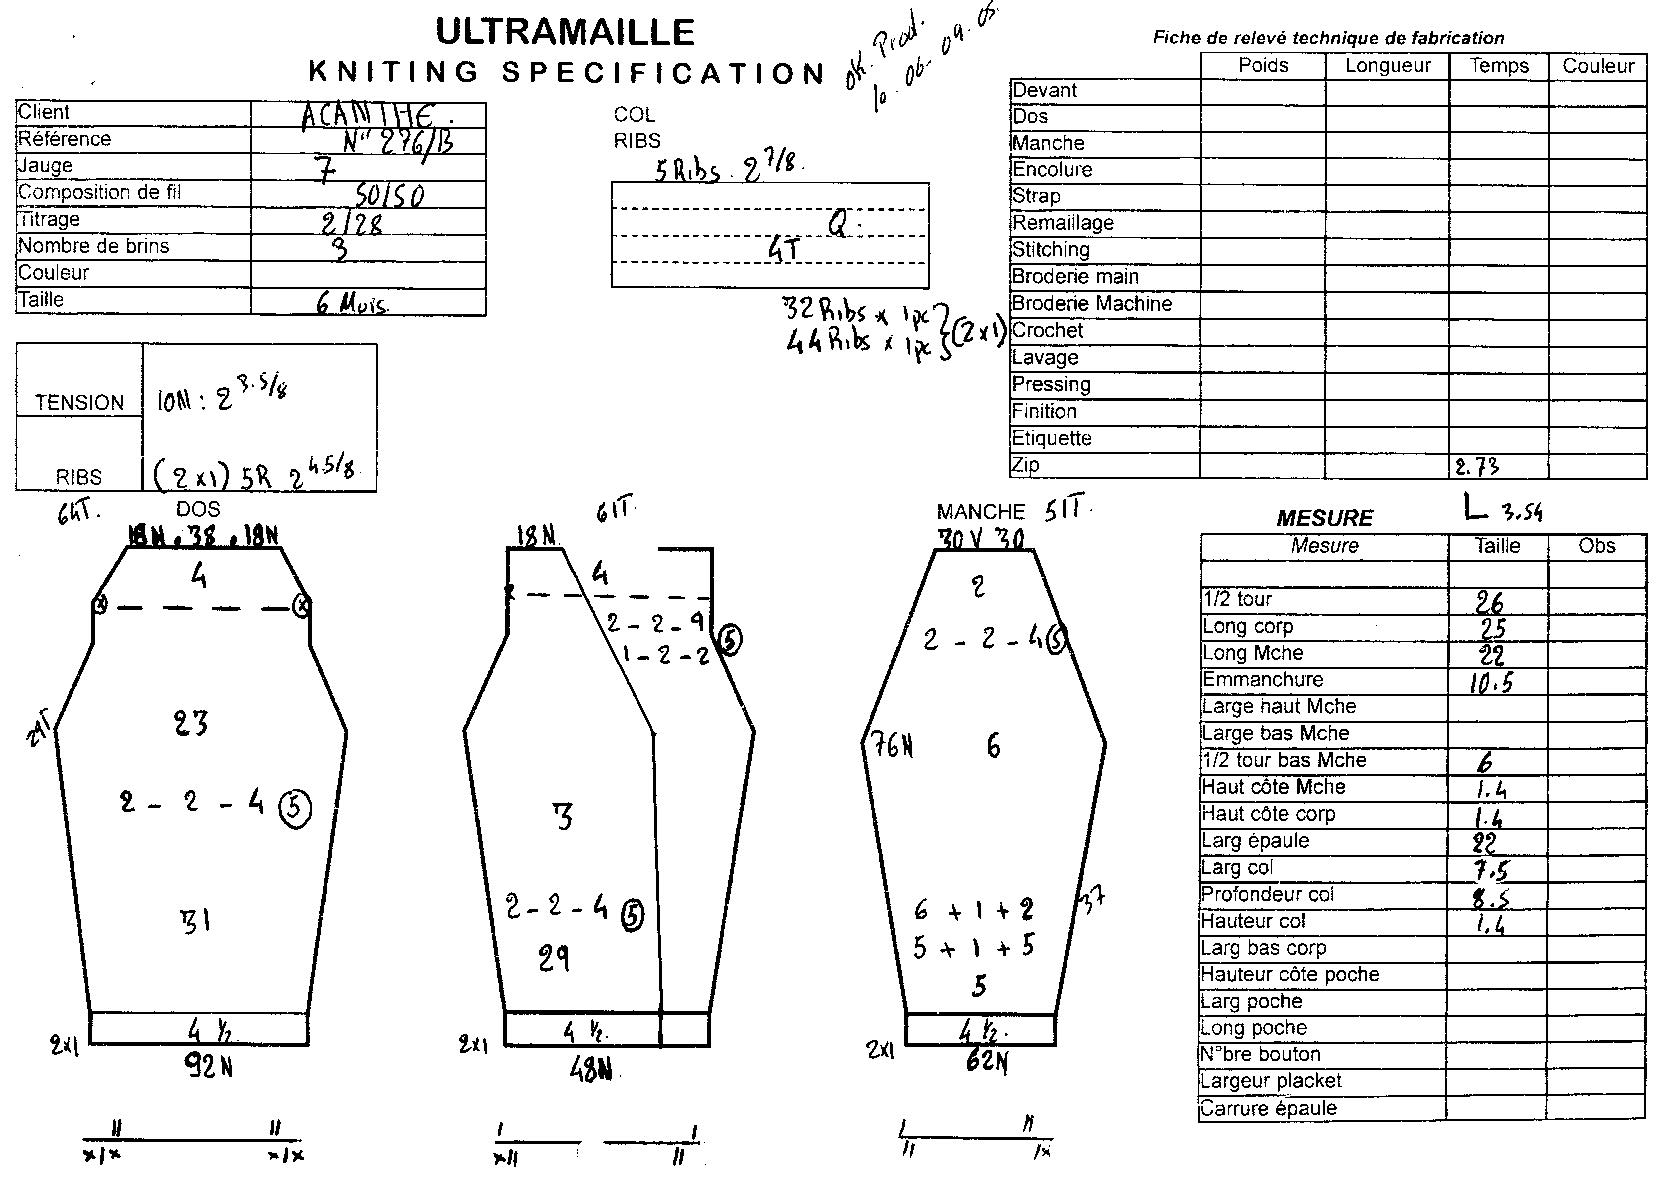 ULTRAMAILLE
KNITING SPECIFICATION
ok. Prod.
06-09.05
Client ACANTHE.
Référence N° 276/B
Jauge 7
Composition de fil 50/50
Titrage 2/28
Nombre de brins 3
Couleur
Taille 6 Mois.
COL
RIBS
5 Ribs. 2 7/8.
Q.
4T
32 Ribs x 1pc
44 Ribs x 1pc } (2x1)
Fiche de relevé technique de fabrication
Poids Longueur Temps Couleur
Devant
Dos
Manche
Encolure
Strap
Remaillage
Stitching
Broderie main
Broderie Machine
Crochet
Lavage
Pressing
Finition
Etiquette
Zip 2.73
TENSION 10N : 2 3.5/8
RIBS (2x1) 5R 2 4.5/8
64T. DOS
18N . 38 . 18N
4
29T
23
2 - 2 - 4 (5)
31
4 ½
2x1
92N
61T.
18N
4
2 - 2 - 9
1 - 2 - 2 (5)
3
2 - 2 - 4 (5)
29
4 ½.
2x1
48N
MANCHE 51T.
30 V 30
2
2 - 2 - 4 (5)
76N 6
37
6 + 1 + 2
5 + 1 + 5
5
4 ½.
2x1
62N
MESURE L 3.54
Mesure Taille Obs
1/2 tour 26
Long corp 25
Long Mche 22
Emmanchure 10.5
Large haut Mche
Large bas Mche
1/2 tour bas Mche 6
Haut côte Mche 1.4
Haut côte corp 1.4
Larg épaule 22
Larg col 7.5
Profondeur col 8.5
Hauteur col 1.4
Larg bas corp
Hauteur côte poche
Larg poche
Long poche
N°bre bouton
Largeur placket
Carrure épaule
II II
x/x x/x
I I
x II II
I II
II /x